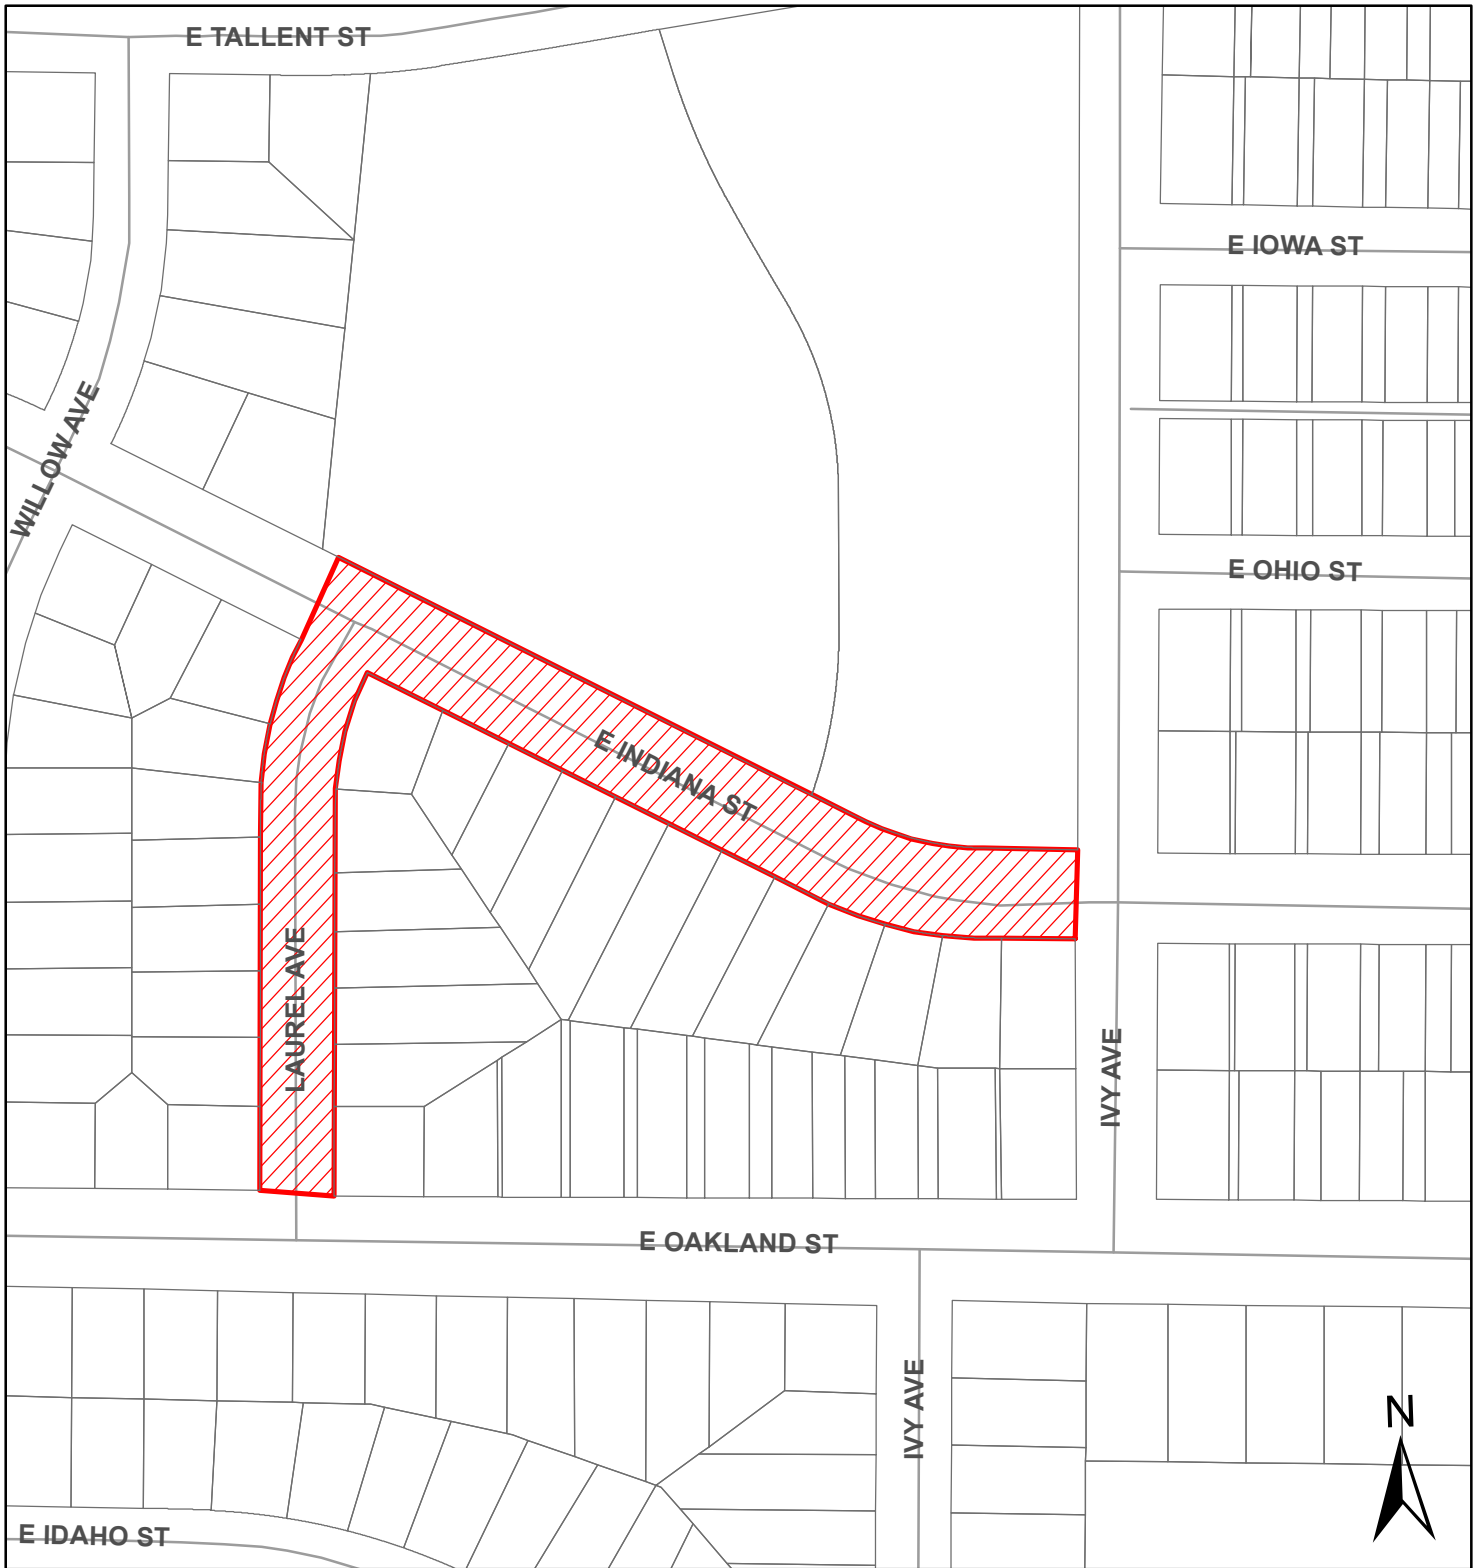 E TALLENT ST
E IOWA ST
WILLOW AVE
E OHIO ST
E INDIANA ST
LAUREL AVE
IVY AVE
E OAKLAND ST
IVY AVE
N
E IDAHO ST